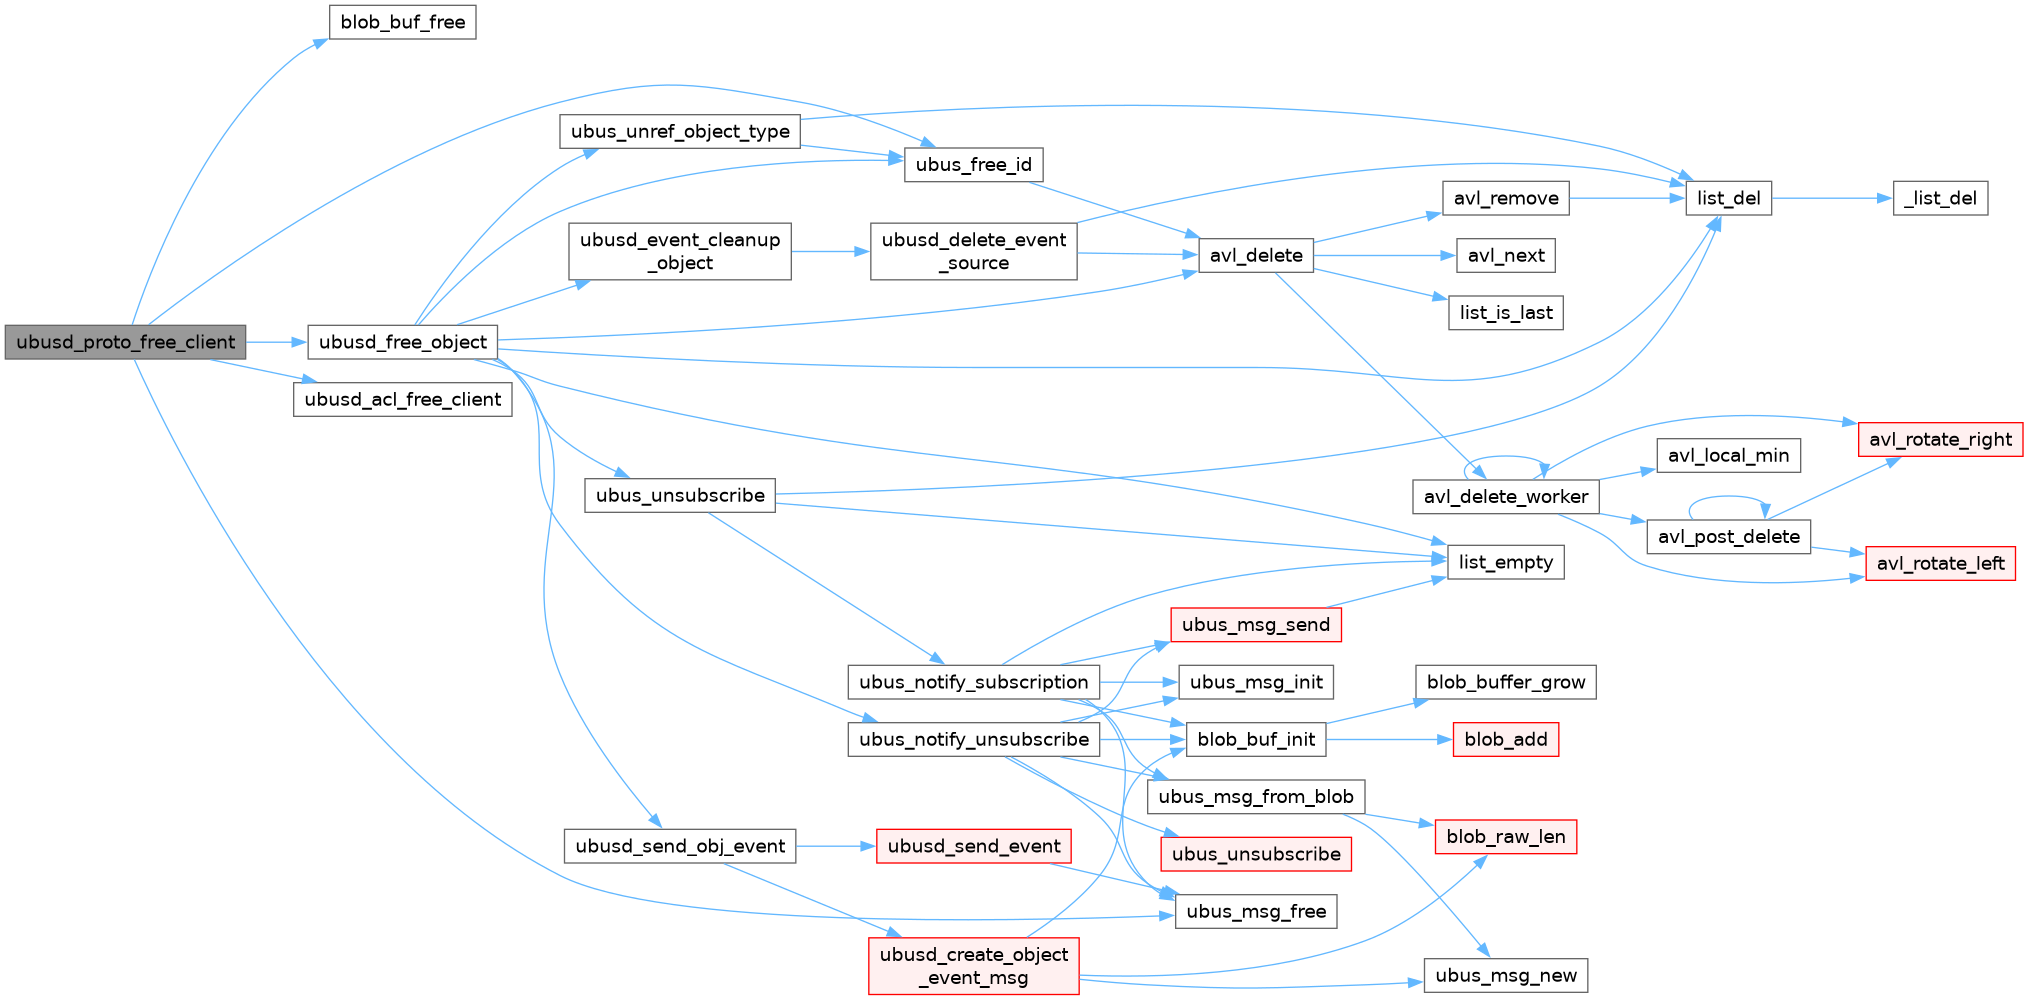 blob_buf_free
ubus_unref_object_type
ubus_free_id
avl_remove
list_del
_list_del
ubusd_event_cleanup
_object
ubusd_delete_event
_source
avl_delete
avl_next
list_is_last
ubusd_proto_free_client
ubusd_free_object
ubusd_acl_free_client
avl_rotate_right
avl_local_min
ubus_unsubscribe
avl_delete_worker
avl_post_delete
list_empty
avl_rotate_left
ubus_msg_send
ubus_notify_subscription
ubus_msg_init
blob_buffer_grow
ubus_notify_unsubscribe
blob_buf_init
blob_add
ubus_msg_from_blob
ubusd_send_obj_event
ubusd_send_event
ubus_unsubscribe
blob_raw_len
ubus_msg_free
ubusd_create_object
_event_msg
ubus_msg_new